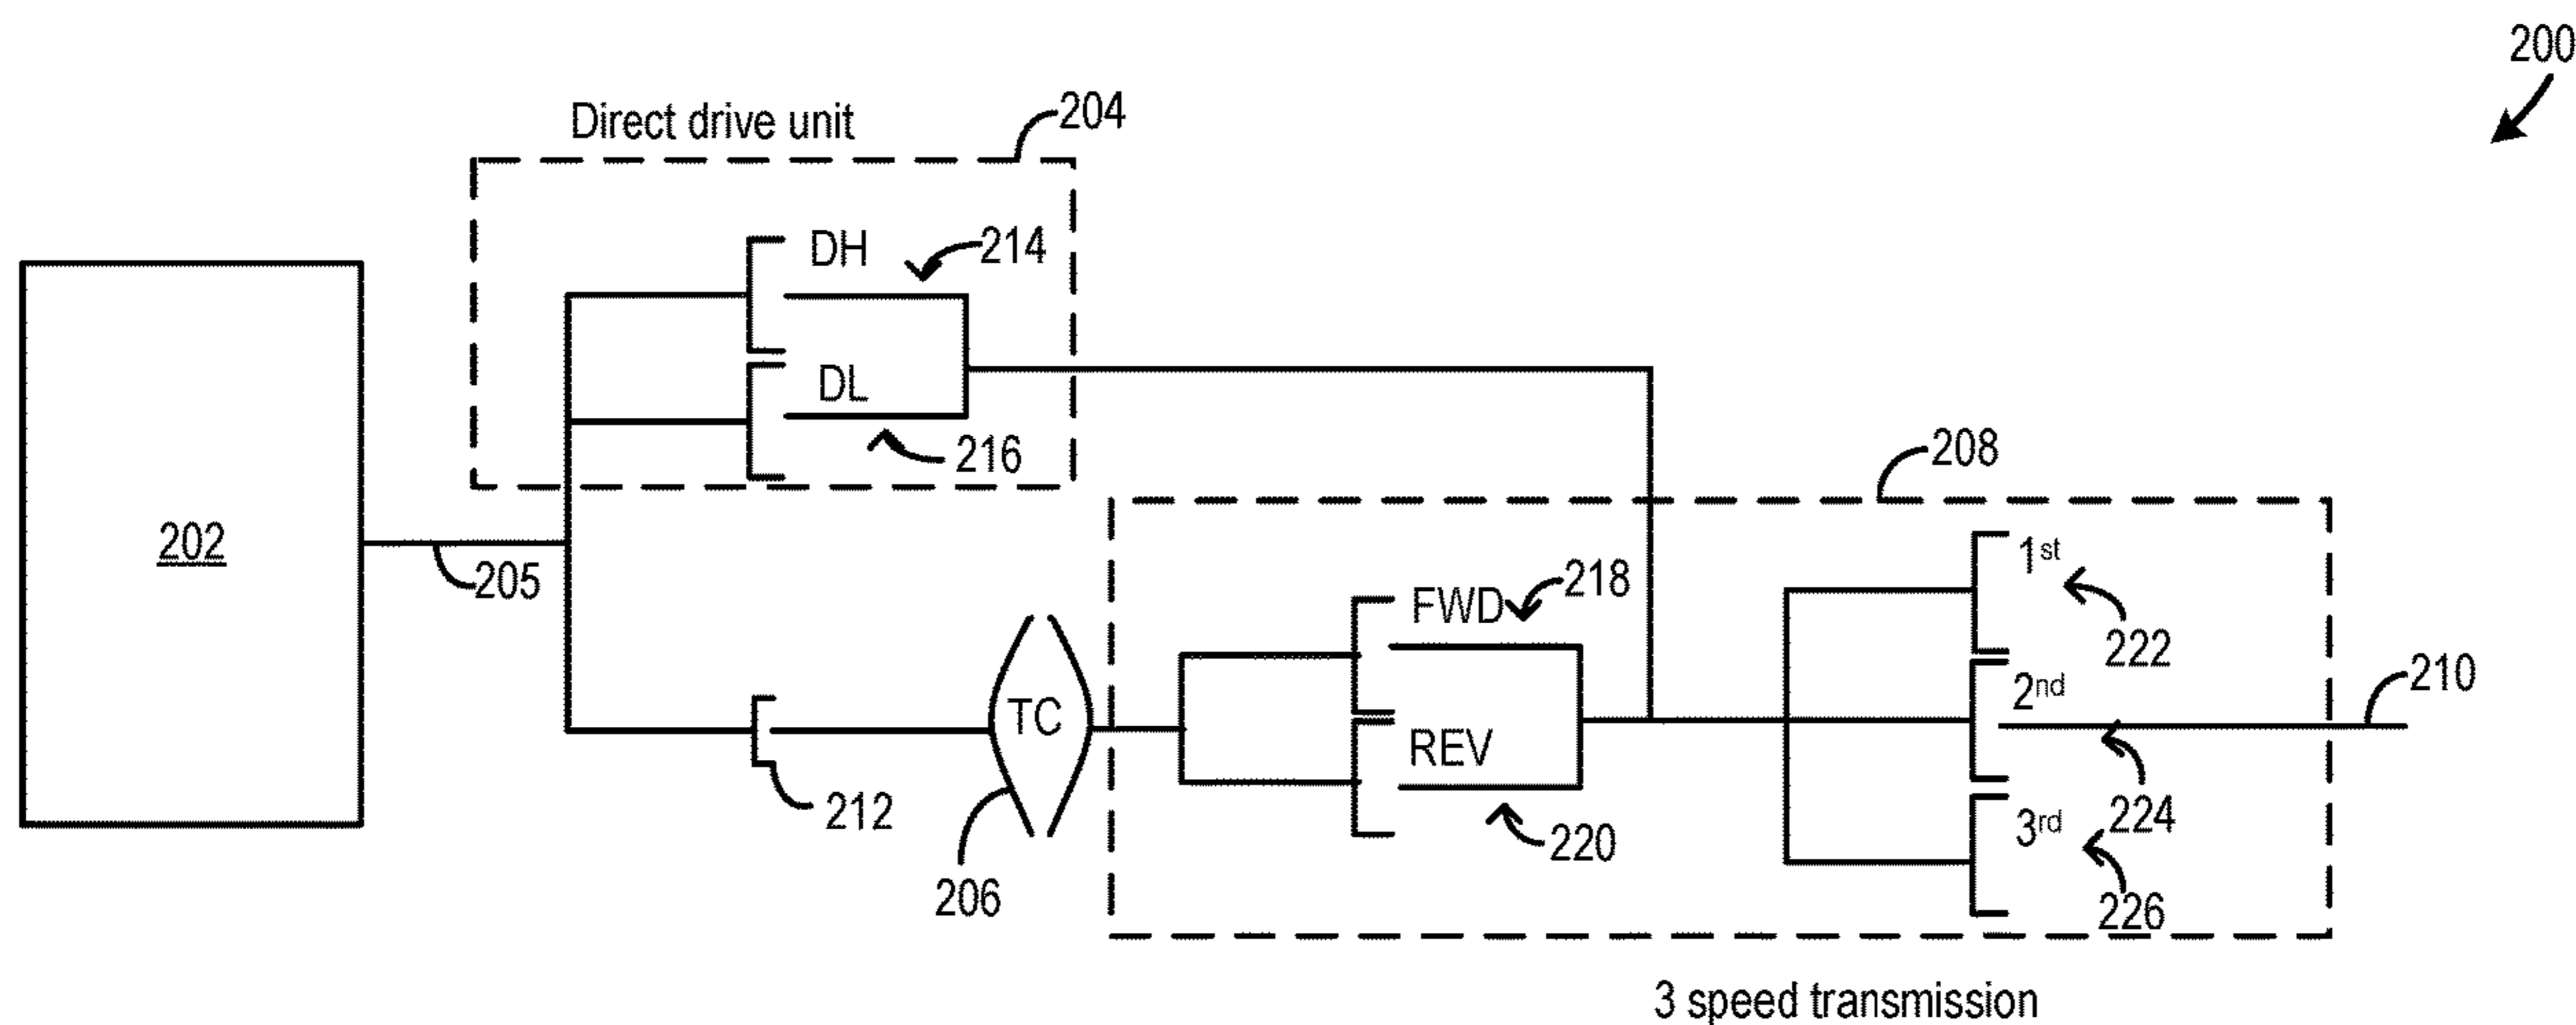 200
Direct drive unit
204
DH
214
DL
216
208
202
205
1st
FWD
218
222
2nd
210
TC
REV
212
220
224
3rd
206
226
3 speed transmission